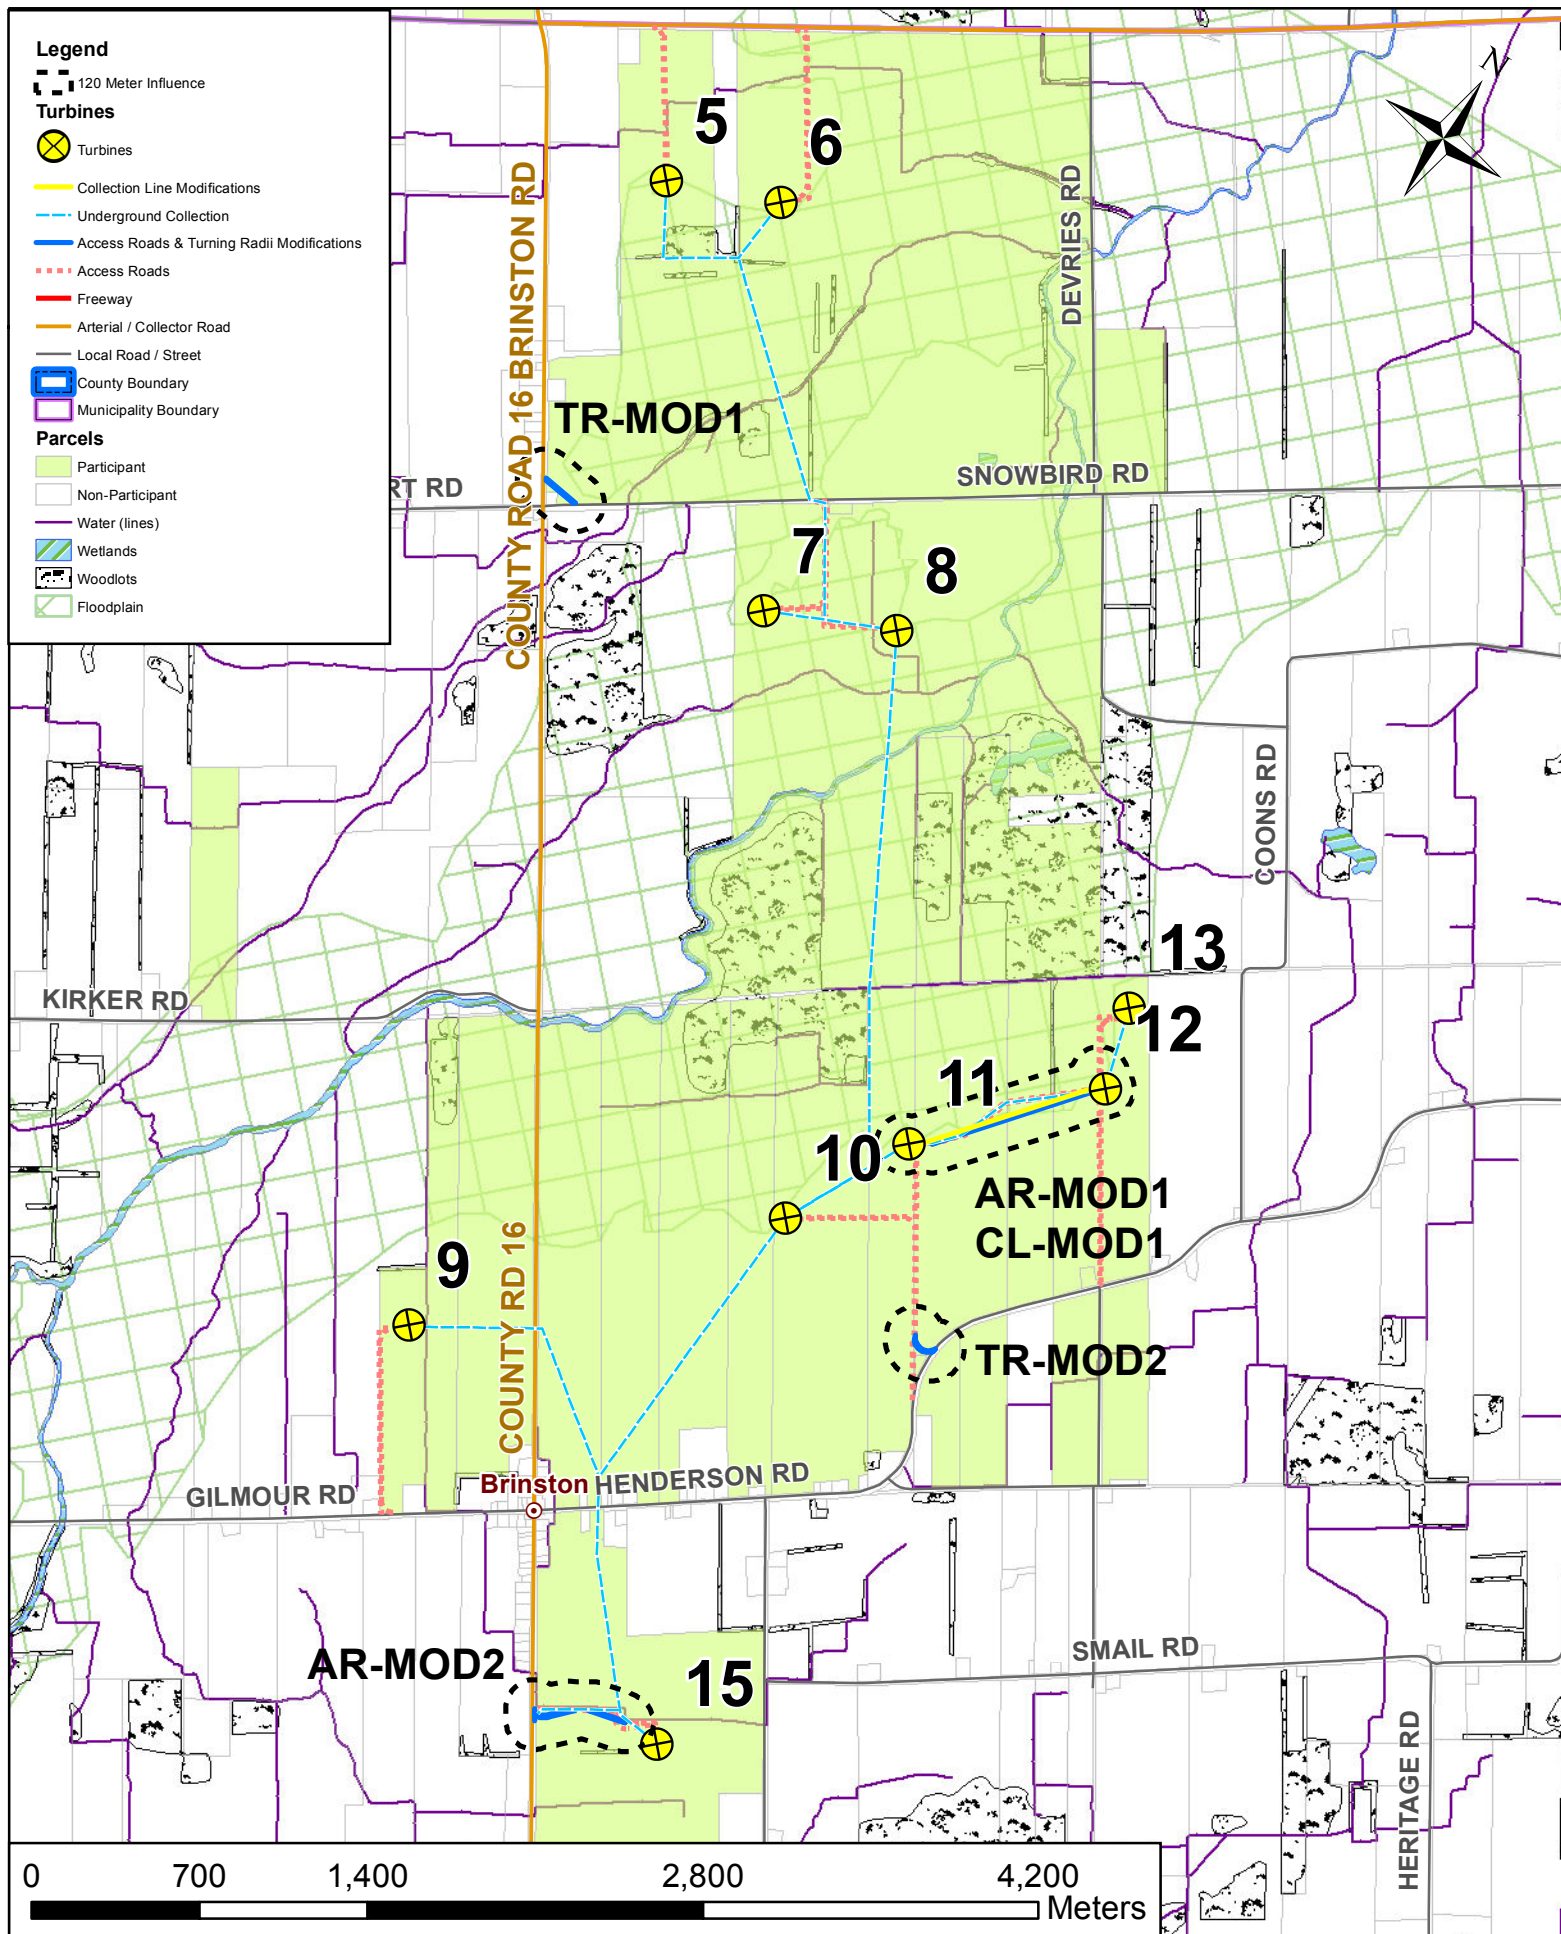 Legend
120 Meter Influence
Turbines
Turbines
Collection Line Modifications
Underground Collection
Access Roads & Turning Radii Modifications
Access Roads
Freeway
Arterial / Collector Road
Local Road / Street
County Boundary
Municipality Boundary
Parcels
Participant
Non-Participant
Water (lines)
Wetlands
Woodlots
Floodplain
N
5
6
COUNTY ROAD 16 BRINSTON RD
DEVRIES RD
TR-MOD1
RT RD
SNOWBIRD RD
7
8
COONS RD
13
KIRKER RD
12
11
10
AR-MOD1
CL-MOD1
9
COUNTY RD 16
TR-MOD2
Brinston
HENDERSON RD
GILMOUR RD
AR-MOD2
15
SMAIL RD
HERITAGE RD
0 700 1,400 2,800 4,200
Meters